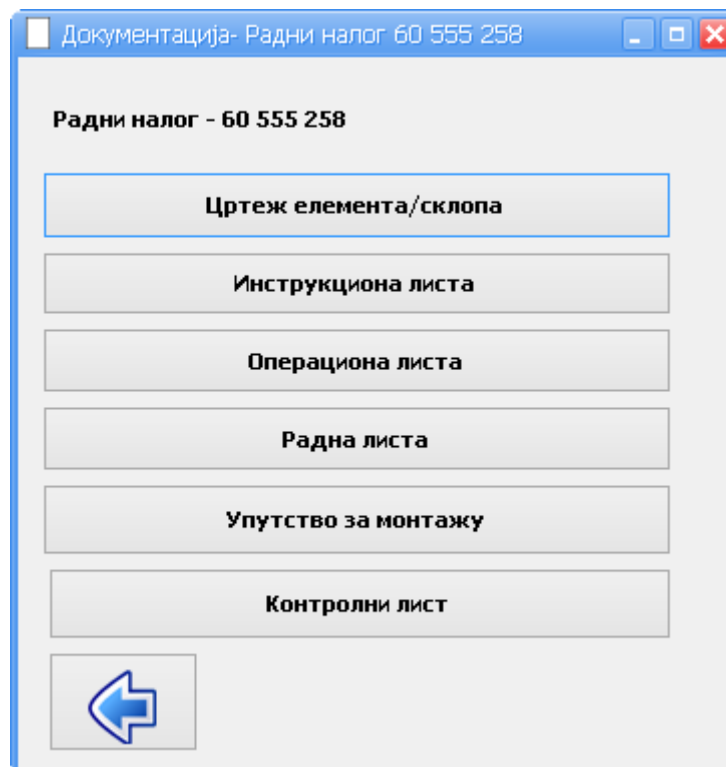 Документација- Радни налог 60 555 258
Радни налог - 60 555 258
Цртеж елемента/склопа
Инструкциона листа
Операциона листа
Радна листа
Упутство за монтажу
Контролни лист